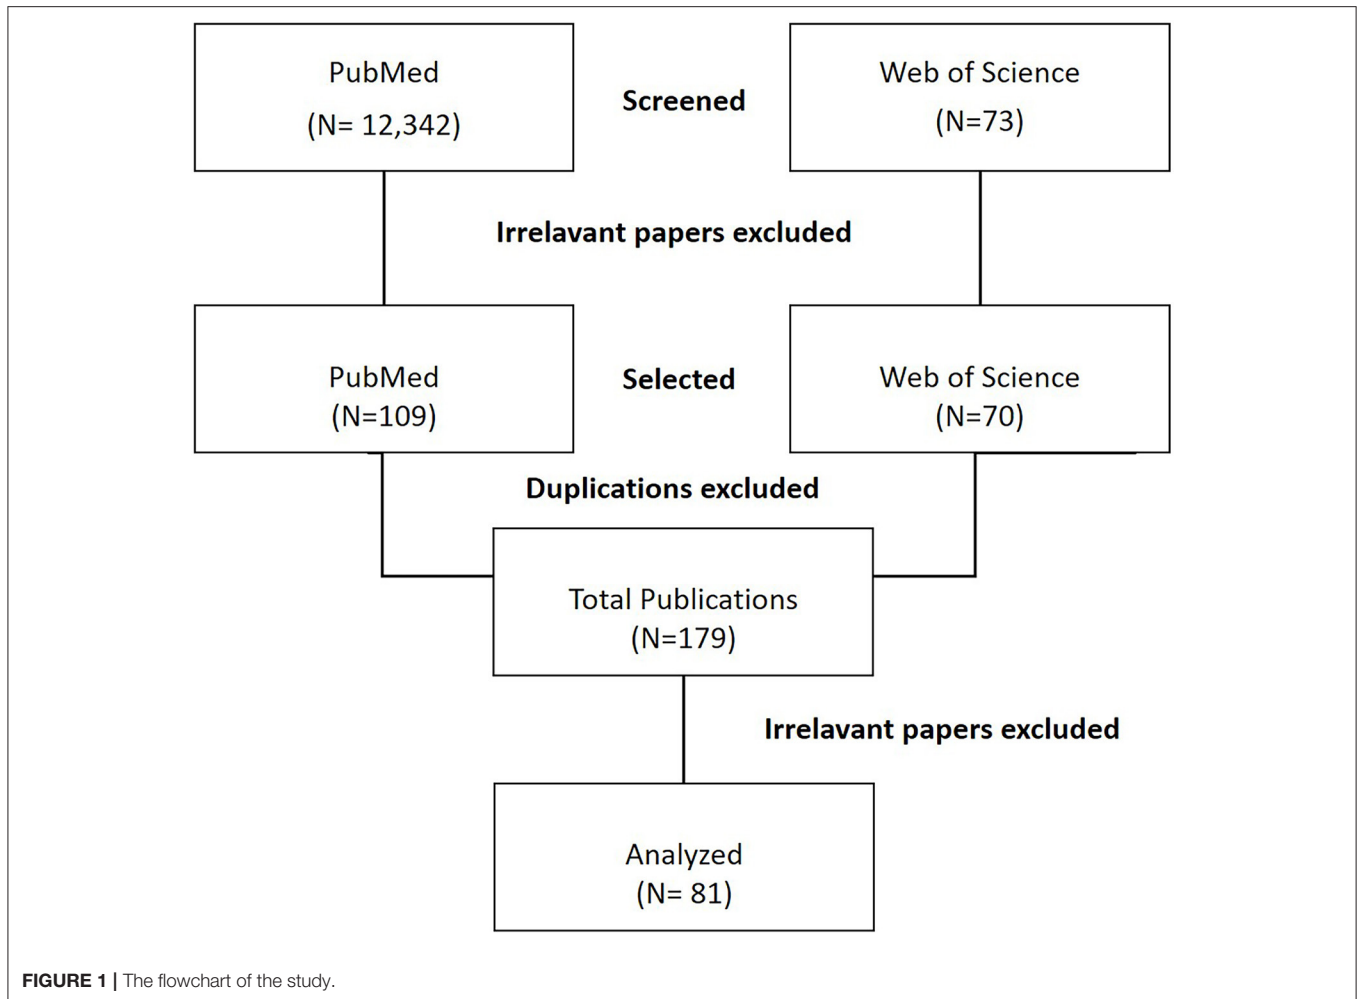 PubMed
(N= 12,342)
Screened
Web of Science
(N=73)
Irrelavant papers excluded
PubMed
(N=109)
Selected
Web of Science
(N=70)
Duplications excluded
Total Publications
(N=179)
Irrelavant papers excluded
Analyzed
(N= 81)
FIGURE 1 | The flowchart of the study.